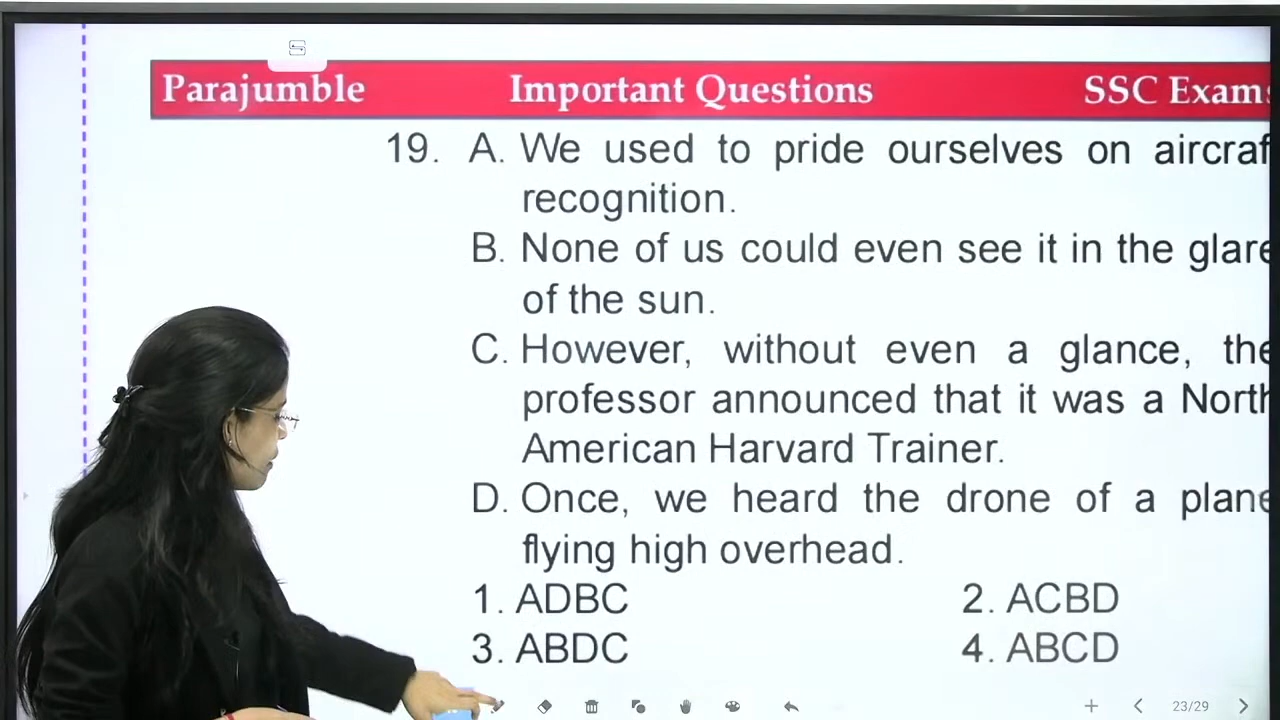 Parajumble Important Questions SSC Exam
19. A. We used to pride ourselves on aircraf
recognition.
B. None of us could even see it in the glare
of the sun.
C. However, without even a glance, the
professor announced that it was a North
American Harvard Trainer.
D. Once, we heard the drone of a plane
flying high overhead.
1. ADBC 2. ACBD
3. ABDC 4. ABCD
23/29